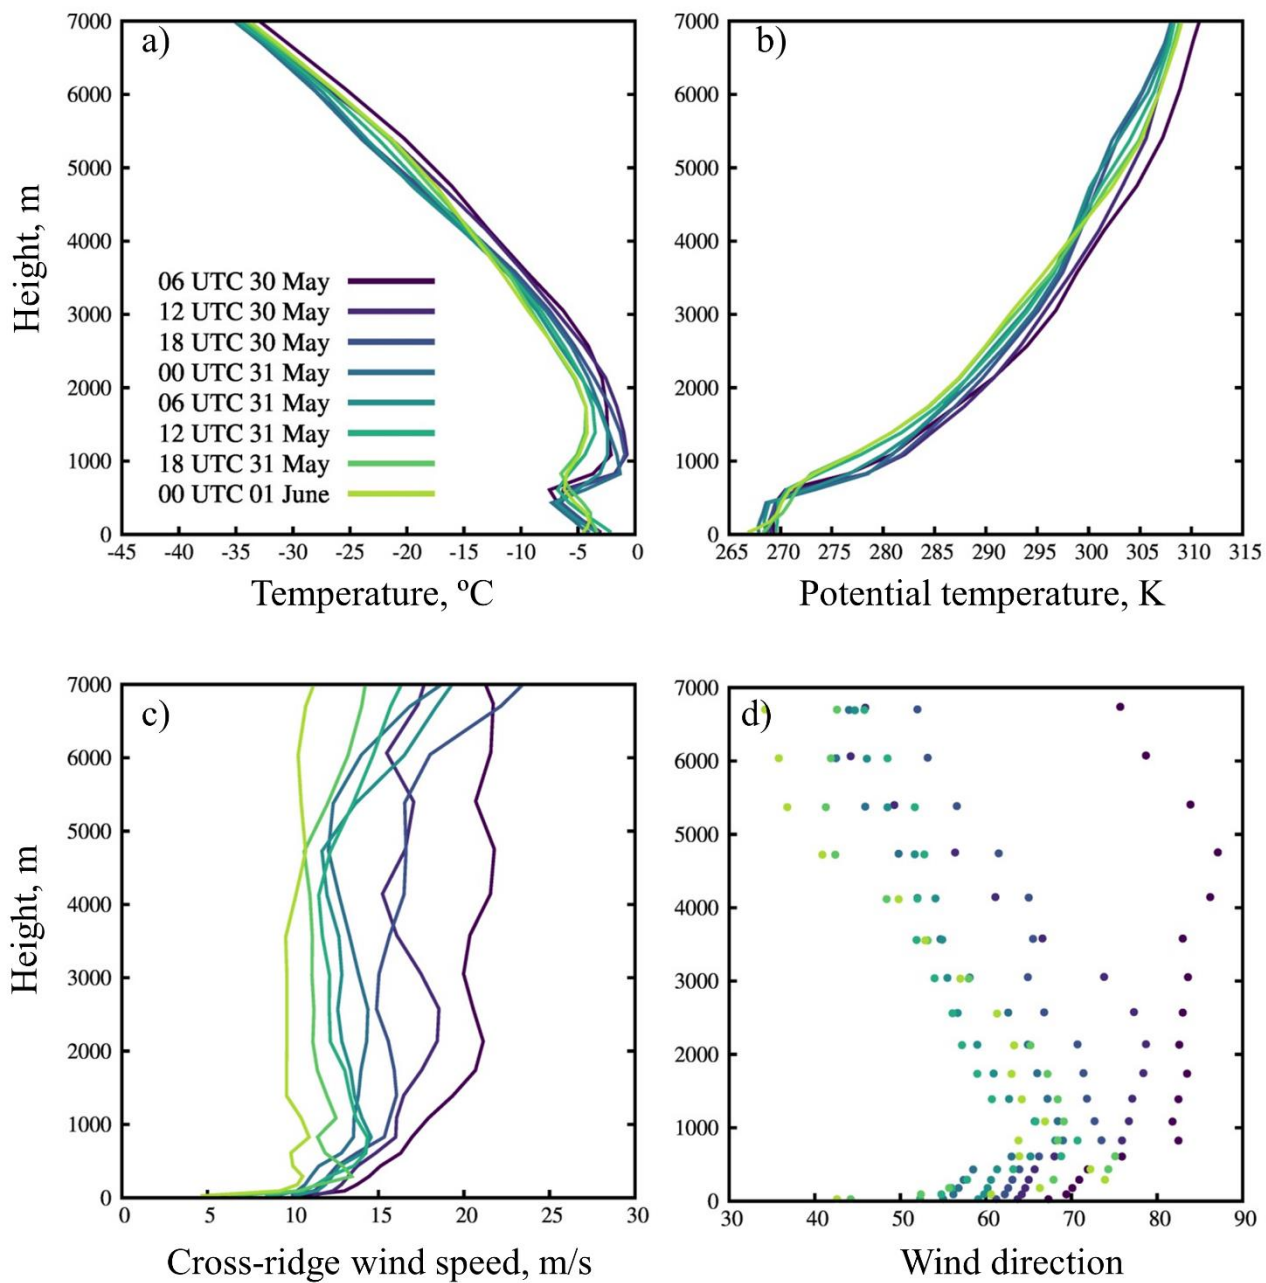 a)
7000
6000
5000
4000
3000
2000
1000
0
Height, m
06 UTC 30 May
12 UTC 30 May
18 UTC 30 May
00 UTC 31 May
06 UTC 31 May
12 UTC 31 May
18 UTC 31 May
00 UTC 01 June
-45 -40 -35 -30 -25 -20 -15 -10 -5 0
Temperature, ºC
b)
7000
6000
5000
4000
3000
2000
1000
0
265 270 275 280 285 290 295 300 305 310 315
Potential temperature, K
c)
7000
6000
5000
4000
3000
2000
1000
0
Height, m
0 5 10 15 20 25 30
Cross-ridge wind speed, m/s
d)
7000
6000
5000
4000
3000
2000
1000
0
30 40 50 60 70 80 90
Wind direction